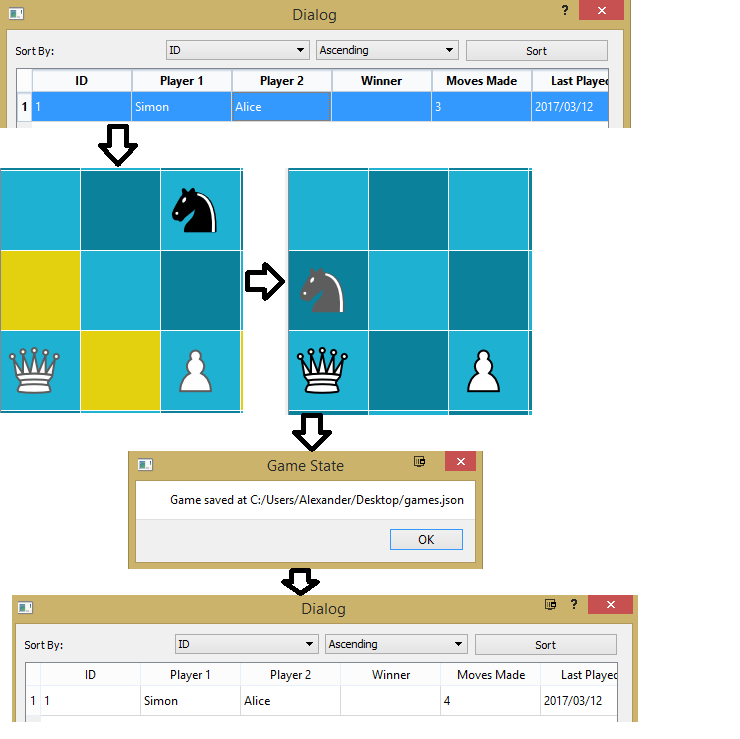 Dialog
?
Sort By: ID Ascending Sort
ID Player 1 Player 2 Winner Moves Made Last Playe
1 1 Simon Alice 3 2017/03/12
Game State
Game saved at C:/Users/Alexander/Desktop/games.json
OK
Dialog
?
Sort By: ID Ascending Sort
ID Player 1 Player 2 Winner Moves Made Last Playe
1 1 Simon Alice 4 2017/03/12